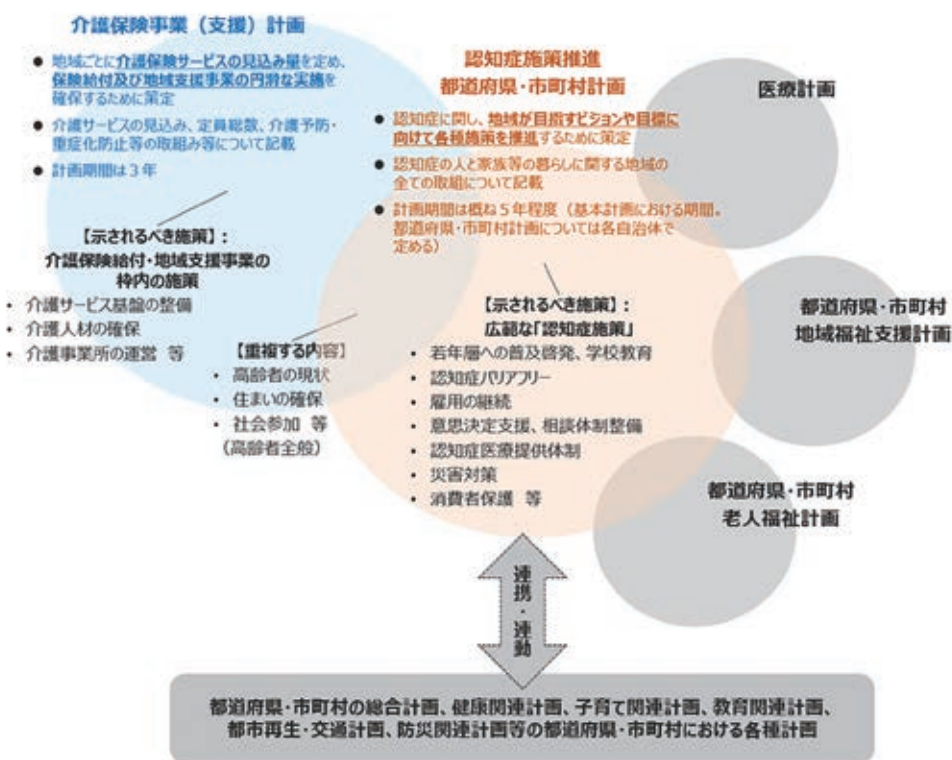 介護保険事業（支援）計画
● 地域ごとに介護保険サービスの見込み量を定め、
保険給付及び地域支援事業の円滑な実施を
確保するために策定
● 介護サービスの見込み、定員総数、介護予防・
重症化防止等の取組み等について記載
● 計画期間は３年
【示されるべき施策】：
介護保険給付・地域支援事業の
枠内の施策
・ 介護サービス基盤の整備
・ 介護人材の確保
・ 介護事業所の運営 等
【重複する内容】
・ 高齢者の現状
・ 住まいの確保
・ 社会参加 等
（高齢者全般）
認知症施策推進
都道府県・市町村計画
● 認知症に関し、地域が目指すビジョンや目標に
向けて各種施策を推進するために策定
● 認知症の人と家族等の暮らしに関する地域の
全ての取組について記載
● 計画期間は概ね５年程度（基本計画における期間。
都道府県・市町村計画については各自治体で
定める）
【示されるべき施策】：
広範な「認知症施策」
・ 若年層への普及啓発、学校教育
・ 認知症バリアフリー
・ 雇用の継続
・ 意思決定支援、相談体制整備
・ 認知症医療提供体制
・ 災害対策
・ 消費者保護 等
医療計画
都道府県・市町村
地域福祉支援計画
都道府県・市町村
老人福祉計画
連携・連動
都道府県・市町村の総合計画、健康関連計画、子育て関連計画、教育関連計画、
都市再生・交通計画、防災関連計画等の都道府県・市町村における各種計画